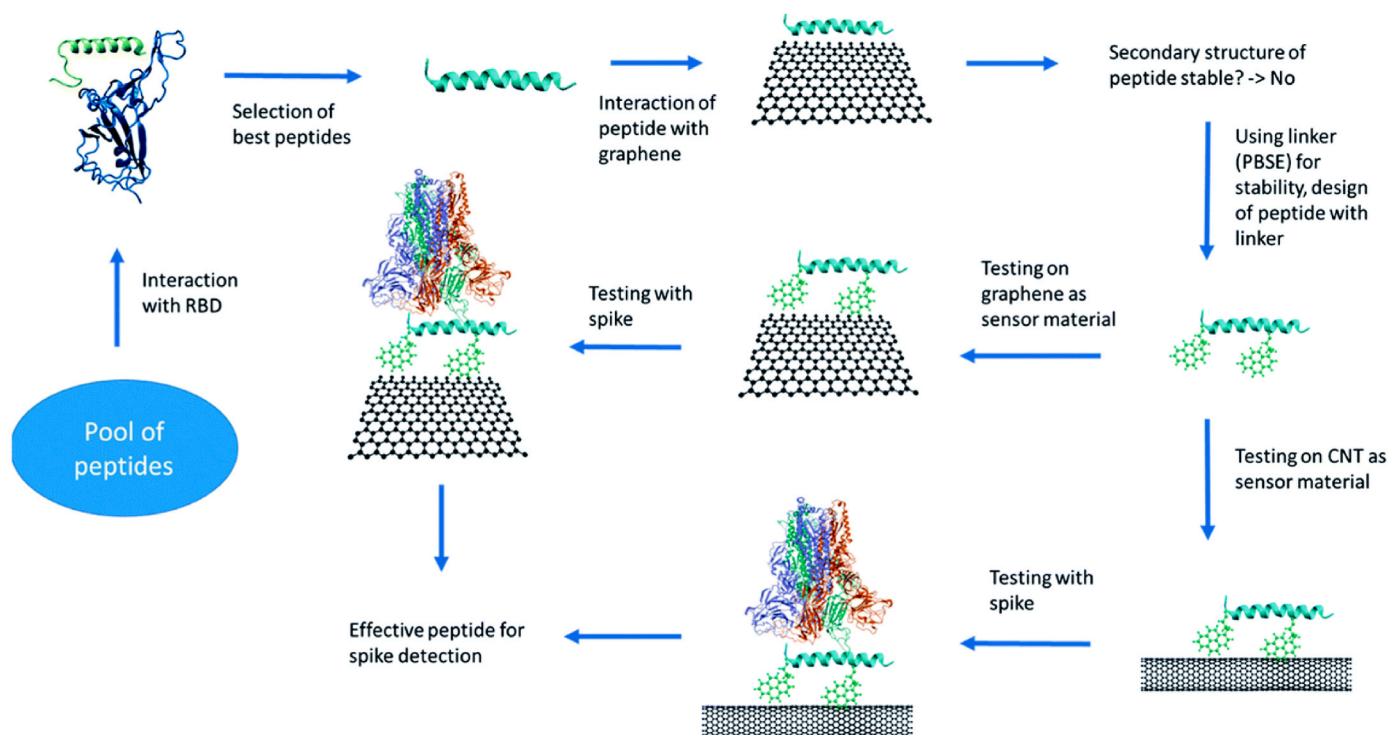 Pool of
peptides
Interaction
with RBD
Selection of
best peptides
Interaction of
peptide with
graphene
Secondary structure of
peptide stable? -> No
Using linker
(PBSE) for
stability, design
of peptide with
linker
Testing on
graphene as
sensor material
Testing with
spike
Testing on CNT as
sensor material
Testing with
spike
Effective peptide for
spike detection